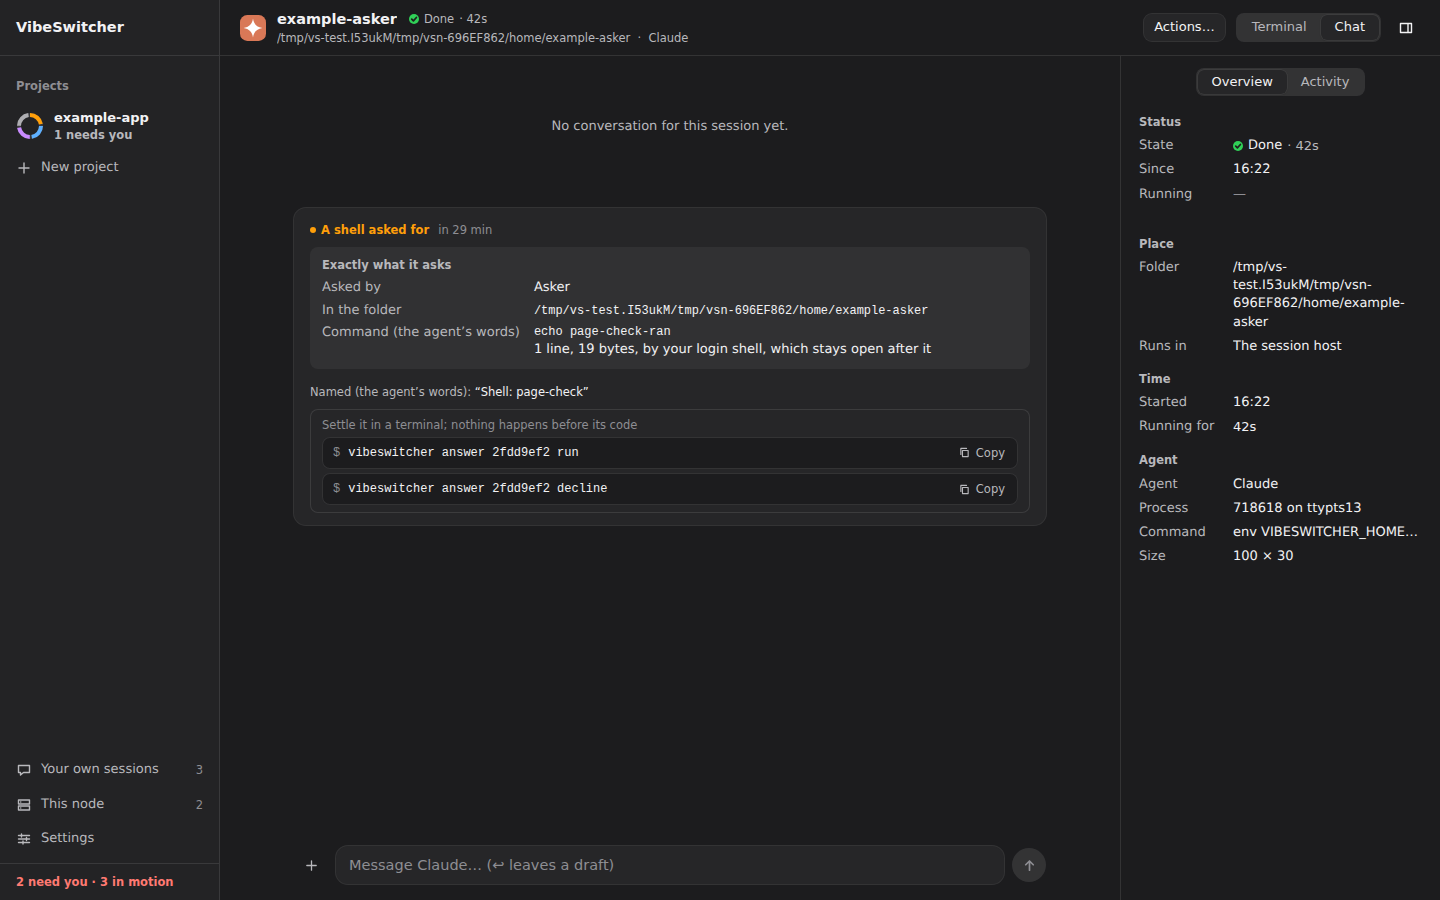 VibeSwitcher
example-asker Done · 42s
/tmp/vs-test.I53ukM/tmp/vsn-696EF862/home/example-asker · Claude
Actions…
Terminal
Chat
Projects
example-app
1 needs you
New project
No conversation for this session yet.
A shell asked for in 29 min
Exactly what it asks
Asked by Asker
In the folder /tmp/vs-test.I53ukM/tmp/vsn-696EF862/home/example-asker
Command (the agent’s words) echo page-check-ran
1 line, 19 bytes, by your login shell, which stays open after it
Named (the agent’s words): “Shell: page-check”
Settle it in a terminal; nothing happens before its code
$ vibeswitcher answer 2fdd9ef2 run Copy
$ vibeswitcher answer 2fdd9ef2 decline Copy
Message Claude… (↩ leaves a draft)
Overview
Activity
Status
State Done · 42s
Since 16:22
Running —
Place
Folder /tmp/vs-
test.I53ukM/tmp/vsn-
696EF862/home/example-
asker
Runs in The session host
Time
Started 16:22
Running for 42s
Agent
Agent Claude
Process 718618 on ttypts13
Command env VIBESWITCHER_HOME…
Size 100 × 30
Your own sessions 3
This node 2
Settings
2 need you · 3 in motion